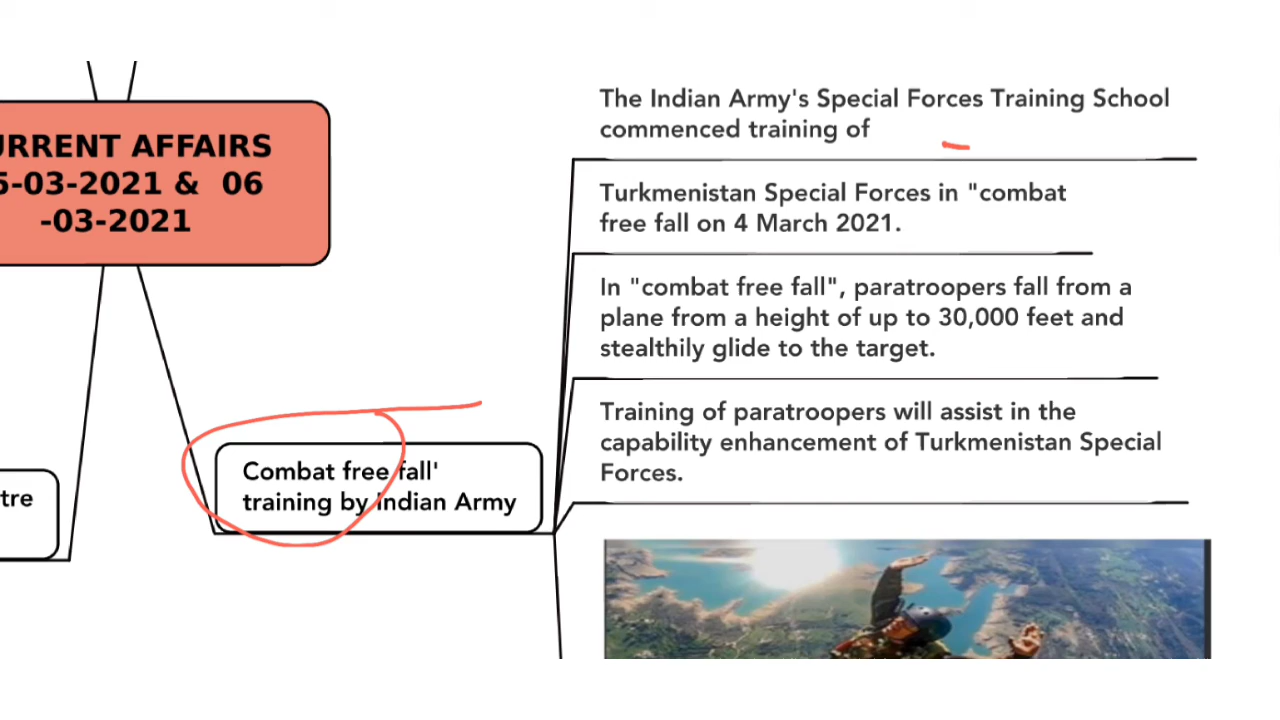 URRENT AFFAIRS
5-03-2021 & 06
-03-2021
tre
Combat free fall'
training by Indian Army
The Indian Army's Special Forces Training School
commenced training of
Turkmenistan Special Forces in "combat
free fall on 4 March 2021.
In "combat free fall", paratroopers fall from a
plane from a height of up to 30,000 feet and
stealthily glide to the target.
Training of paratroopers will assist in the
capability enhancement of Turkmenistan Special
Forces.